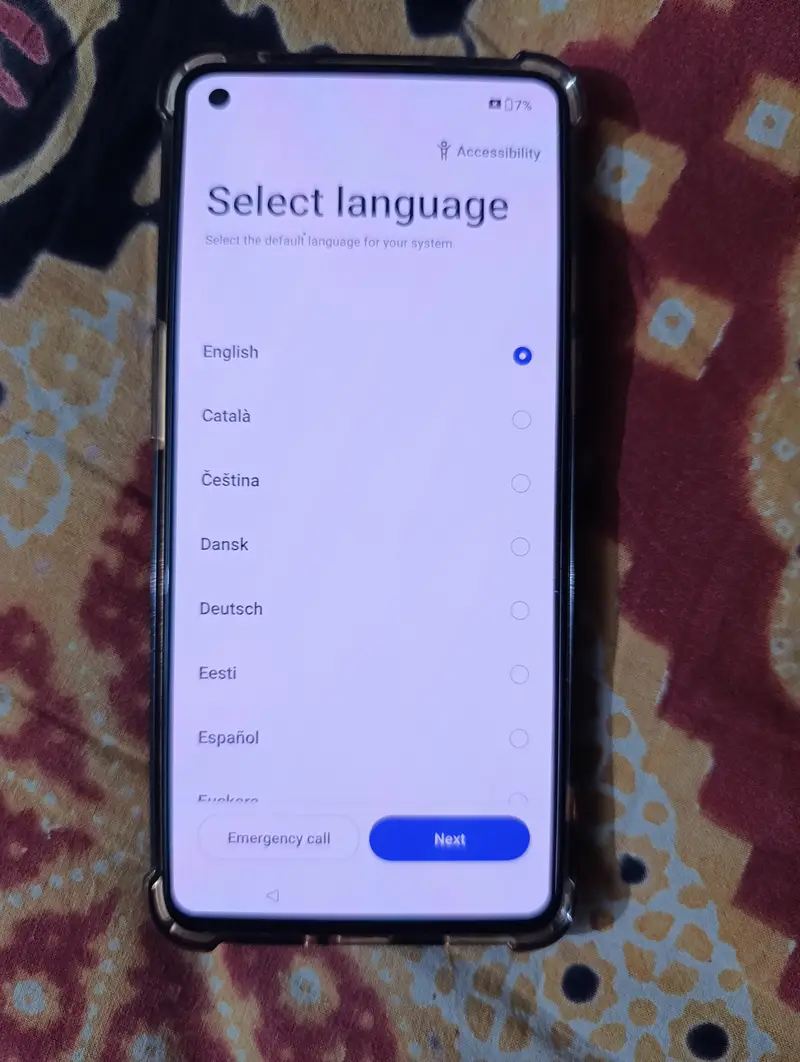 7%
Accessibility
Select language
Select the default language for your system.
English
Català
Čeština
Dansk
Deutsch
Eesti
Español
Emergency call
Next